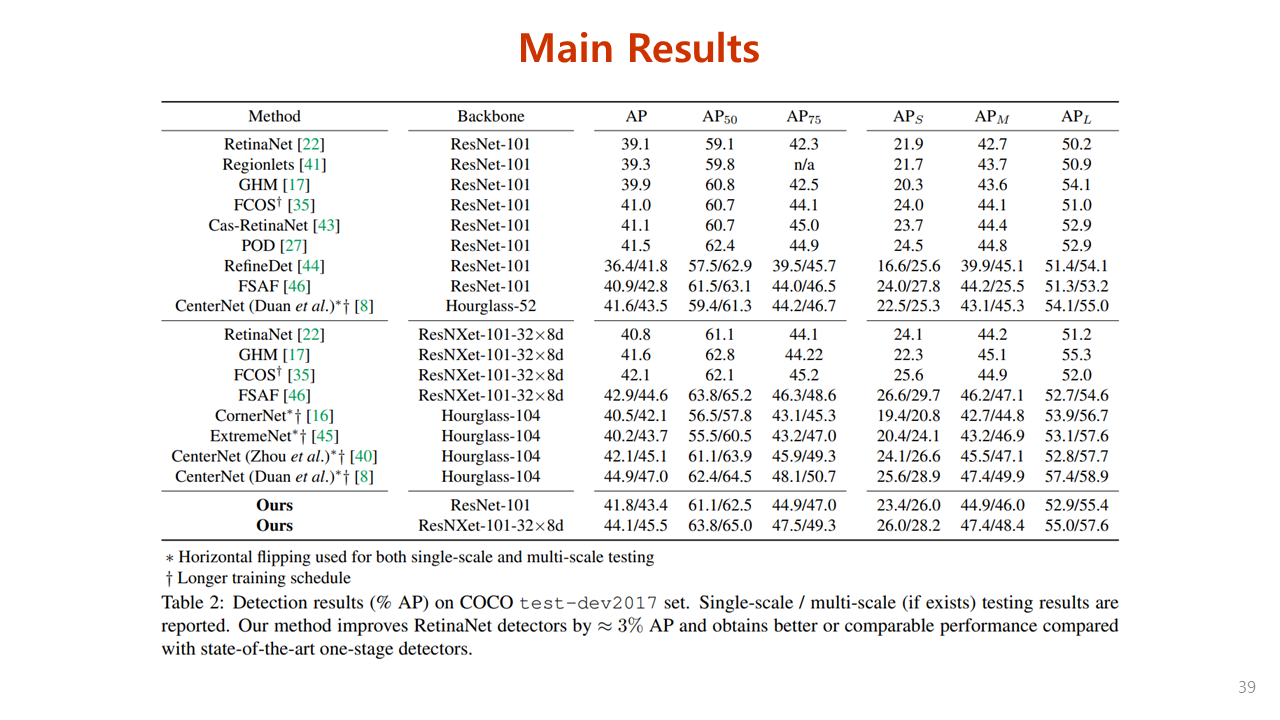 Main Results
Method Backbone AP AP50 AP75 APS APM APL
RetinaNet [22] ResNet-101 39.1 59.1 42.3 21.9 42.7 50.2
Regionlets [41] ResNet-101 39.3 59.8 n/a 21.7 43.7 50.9
GHM [17] ResNet-101 39.9 60.8 42.5 20.3 43.6 54.1
FCOS† [35] ResNet-101 41.0 60.7 44.1 24.0 44.1 51.0
Cas-RetinaNet [43] ResNet-101 41.1 60.7 45.0 23.7 44.4 52.9
POD [27] ResNet-101 41.5 62.4 44.9 24.5 44.8 52.9
RefineDet [44] ResNet-101 36.4/41.8 57.5/62.9 39.5/45.7 16.6/25.6 39.9/45.1 51.4/54.1
FSAF [46] ResNet-101 40.9/42.8 61.5/63.1 44.0/46.5 24.0/27.8 44.2/25.5 51.3/53.2
CenterNet (Duan et al.)∗† [8] Hourglass-52 41.6/43.5 59.4/61.3 44.2/46.7 22.5/25.3 43.1/45.3 54.1/55.0
RetinaNet [22] ResNXet-101-32×8d 40.8 61.1 44.1 24.1 44.2 51.2
GHM [17] ResNXet-101-32×8d 41.6 62.8 44.22 22.3 45.1 55.3
FCOS† [35] ResNXet-101-32×8d 42.1 62.1 45.2 25.6 44.9 52.0
FSAF [46] ResNXet-101-32×8d 42.9/44.6 63.8/65.2 46.3/48.6 26.6/29.7 46.2/47.1 52.7/54.6
CornerNet∗† [16] Hourglass-104 40.5/42.1 56.5/57.8 43.1/45.3 19.4/20.8 42.7/44.8 53.9/56.7
ExtremeNet∗† [45] Hourglass-104 40.2/43.7 55.5/60.5 43.2/47.0 20.4/24.1 43.2/46.9 53.1/57.6
CenterNet (Zhou et al.)∗† [40] Hourglass-104 42.1/45.1 61.1/63.9 45.9/49.3 24.1/26.6 45.5/47.1 52.8/57.7
CenterNet (Duan et al.)∗† [8] Hourglass-104 44.9/47.0 62.4/64.5 48.1/50.7 25.6/28.9 47.4/49.9 57.4/58.9
Ours ResNet-101 41.8/43.4 61.1/62.5 44.9/47.0 23.4/26.0 44.9/46.0 52.9/55.4
Ours ResNXet-101-32×8d 44.1/45.5 63.8/65.0 47.5/49.3 26.0/28.2 47.4/48.4 55.0/57.6
∗ Horizontal flipping used for both single-scale and multi-scale testing
† Longer training schedule
Table 2: Detection results (% AP) on COCO test-dev2017 set. Single-scale / multi-scale (if exists) testing results are
reported. Our method improves RetinaNet detectors by ≈ 3% AP and obtains better or comparable performance compared
with state-of-the-art one-stage detectors.
39